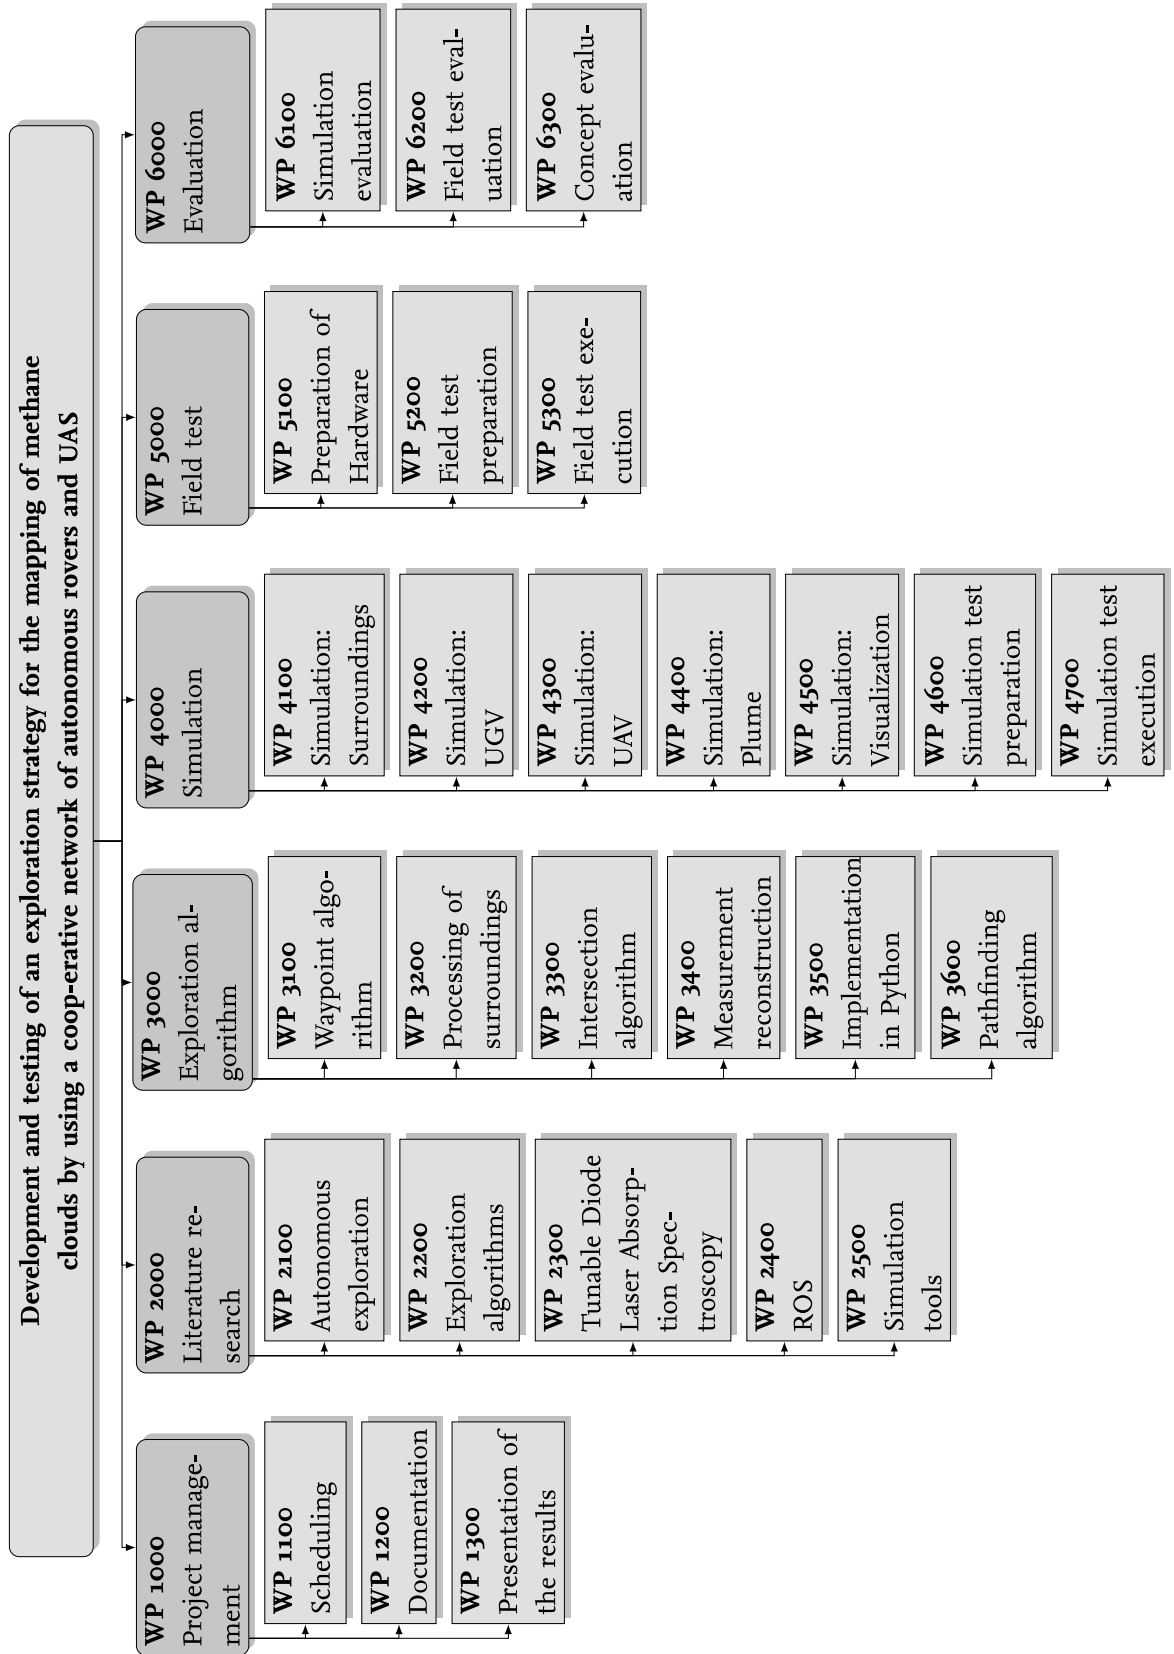 Development and testing of an exploration strategy for the mapping of methane
clouds by using a coop-erative network of autonomous rovers and UAS
WP 1000
Project manage-
ment
WP 1100
Scheduling
WP 1200
Documentation
WP 1300
Presentation of
the results
WP 2000
Literature re-
search
WP 2100
Autonomous
exploration
WP 2200
Exploration
algorithms
WP 2300
Tunable Diode
Laser Absorp-
tion Spec-
troscopy
WP 2400
ROS
WP 2500
Simulation
tools
WP 3000
Exploration al-
gorithm
WP 3100
Waypoint algo-
rithm
WP 3200
Processing of
surroundings
WP 3300
Intersection
algorithm
WP 3400
Measurement
reconstruction
WP 3500
Implementation
in Python
WP 3600
Pathfinding
algorithm
WP 4000
Simulation
WP 4100
Simulation:
Surroundings
WP 4200
Simulation:
UGV
WP 4300
Simulation:
UAV
WP 4400
Simulation:
Plume
WP 4500
Simulation:
Visualization
WP 4600
Simulation test
preparation
WP 4700
Simulation test
execution
WP 5000
Field test
WP 5100
Preparation of
Hardware
WP 5200
Field test
preparation
WP 5300
Field test exe-
cution
WP 6000
Evaluation
WP 6100
Simulation
evaluation
WP 6200
Field test eval-
uation
WP 6300
Concept evalu-
ation